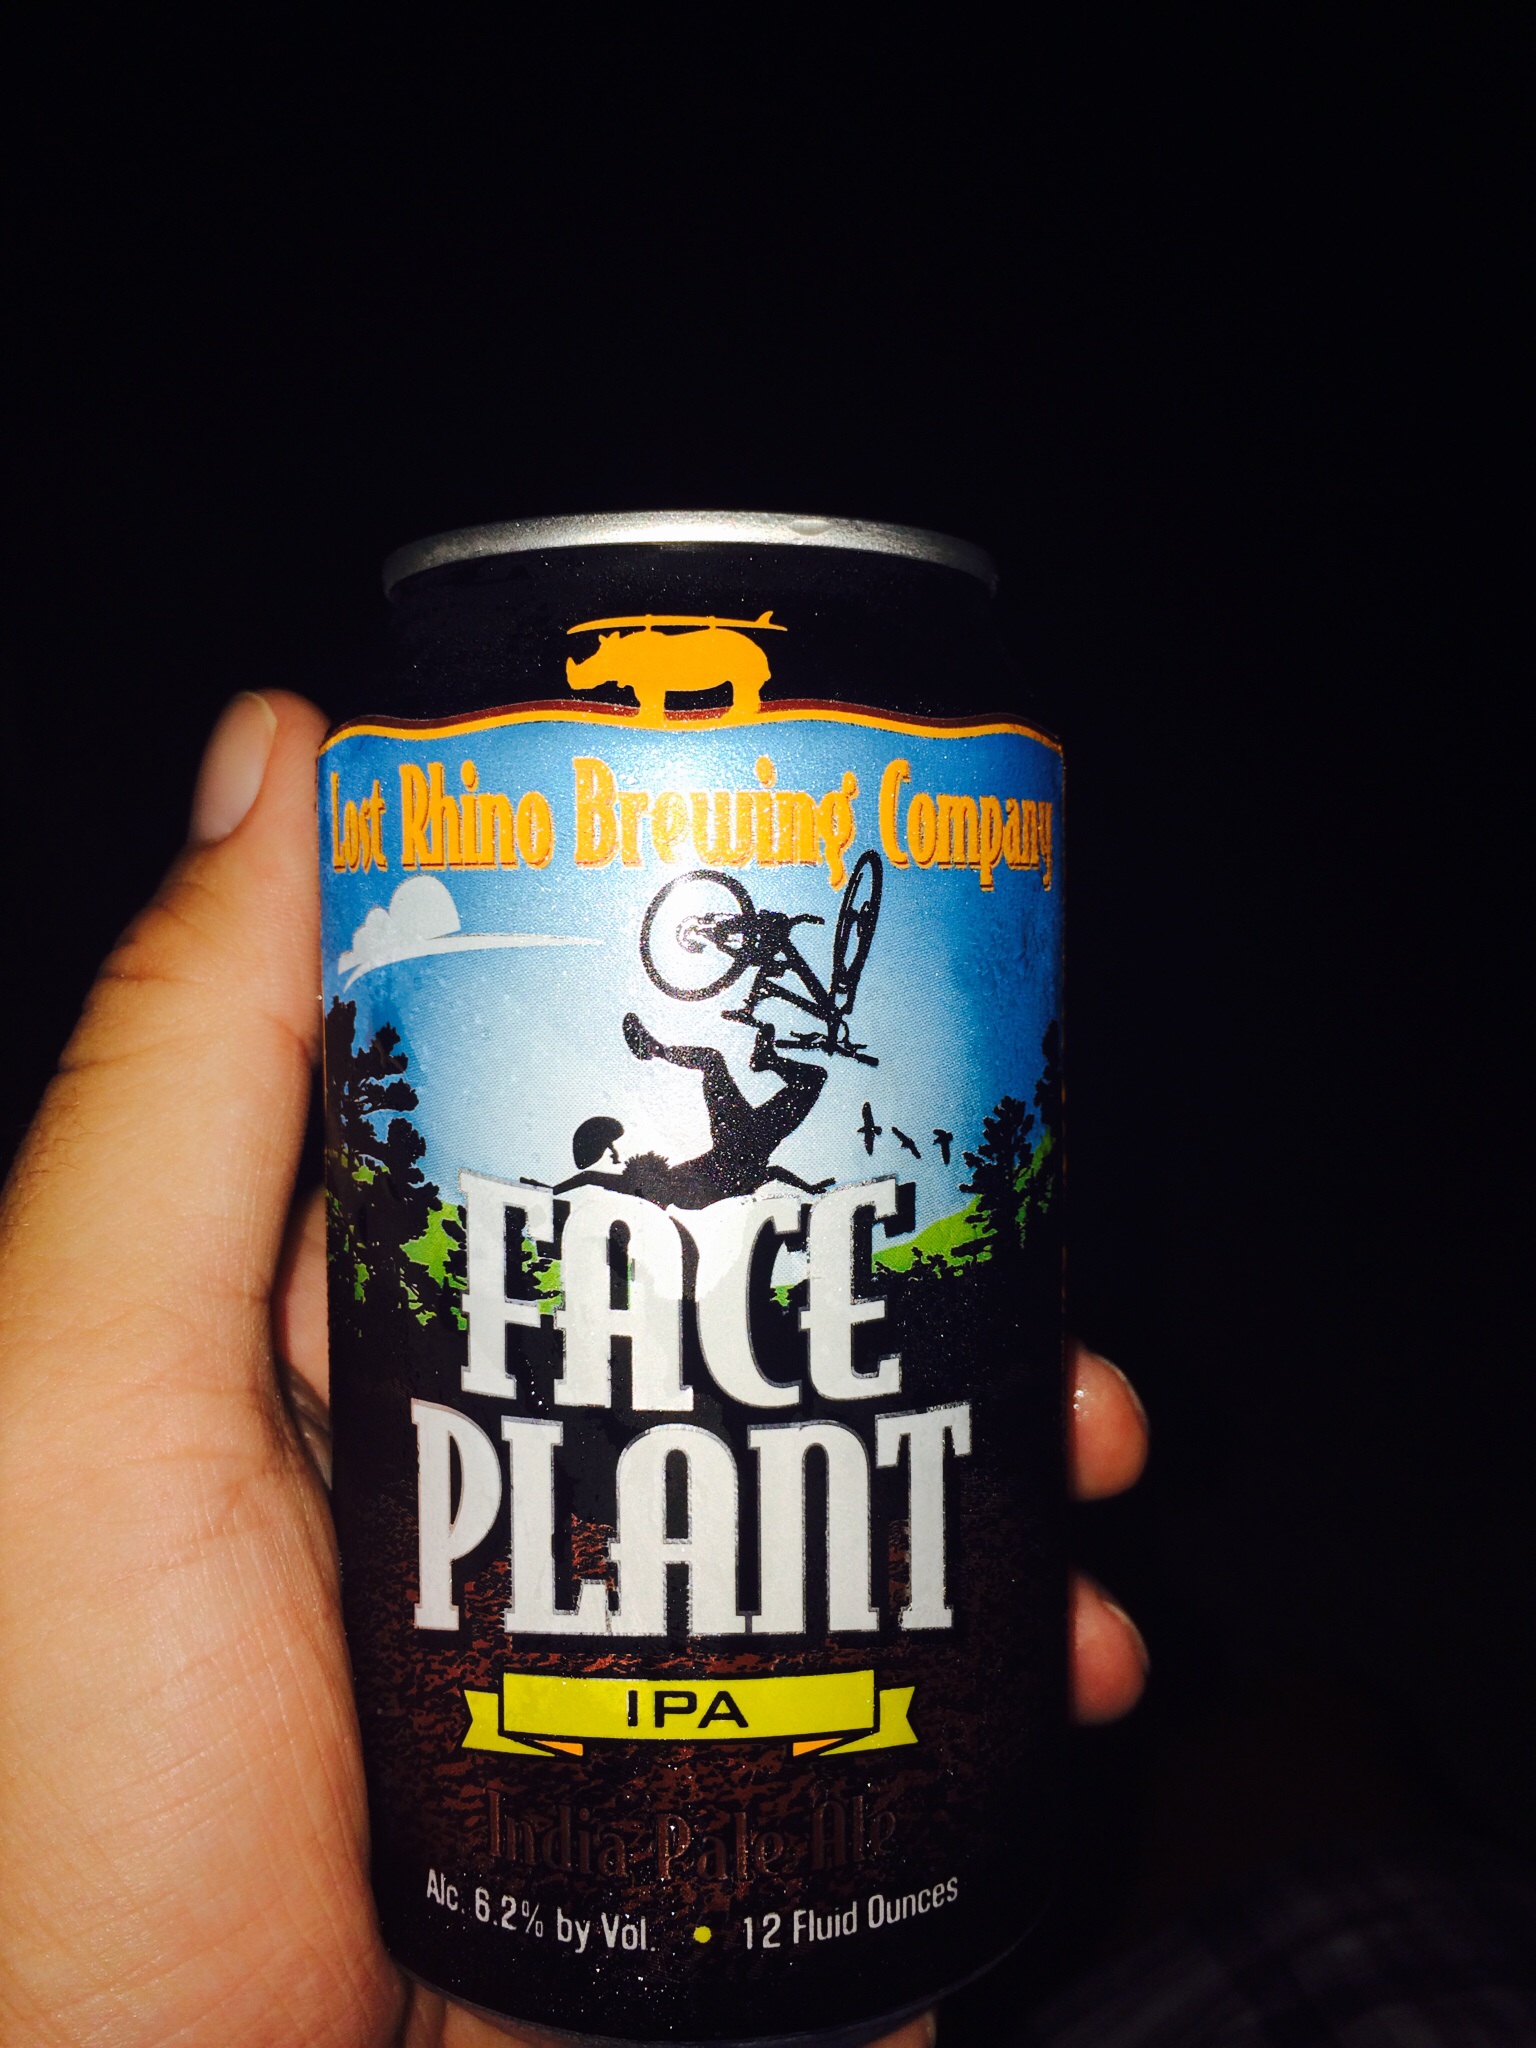 Lost Rhino Brewing Company
FACE
PLANT
IPA
India Pale Ale
Alc. 6.2% by Vol. • 12 Fluid Ounces